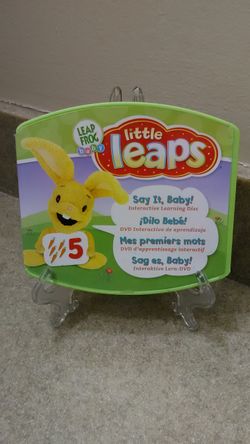 LEAP
FROG
baby
little
leaps
Say It, Baby!
Interactive Learning Disc
¡Dilo Bebé!
DVD Interactivo de aprendizaje
Mes premiers mots
DVD d'apprentissage interactif
Sag es, Baby!
Interaktive Lern-DVD
5